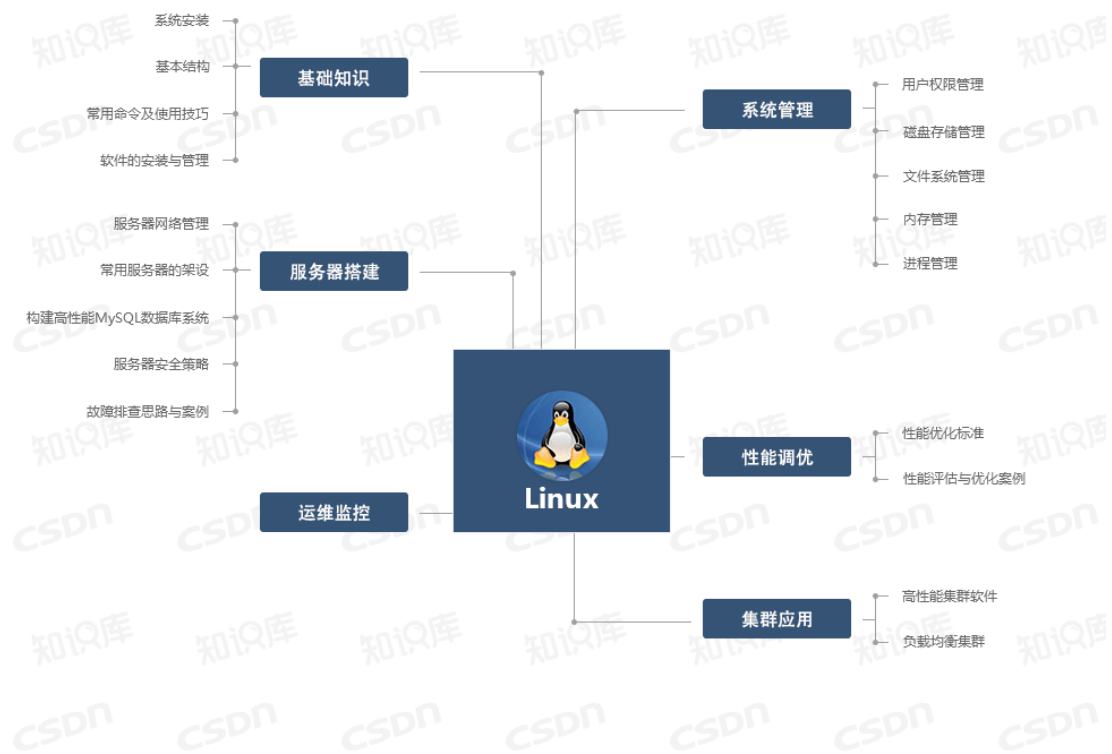 系统安装
基本结构
常用命令及使用技巧
软件的安装与管理
基础知识
服务器网络管理
常用服务器的架设
构建高性能MySQL数据库系统
服务器安全策略
故障排查思路与案例
服务器搭建
运维监控
Linux
系统管理
用户权限管理
磁盘存储管理
文件系统管理
内存管理
进程管理
性能调优
性能优化标准
性能评估与优化案例
集群应用
高性能集群软件
负载均衡集群
知识库
CSDN